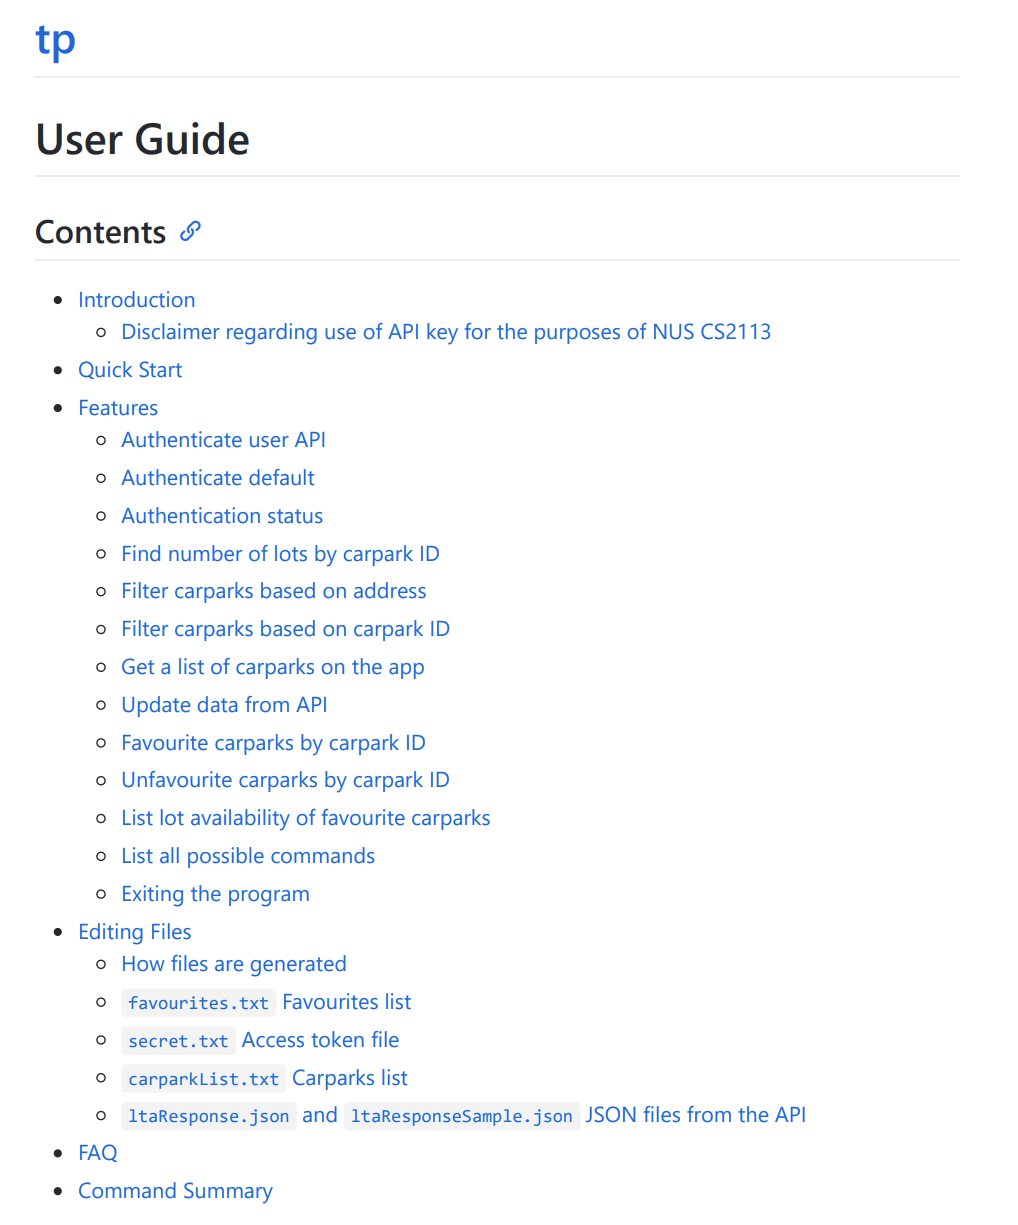 tp
User Guide
Contents
Introduction
Disclaimer regarding use of API key for the purposes of NUS CS2113
Quick Start
Features
Authenticate user API
Authenticate default
Authentication status
Find number of lots by carpark ID
Filter carparks based on address
Filter carparks based on carpark ID
Get a list of carparks on the app
Update data from API
Favourite carparks by carpark ID
Unfavourite carparks by carpark ID
List lot availability of favourite carparks
List all possible commands
Exiting the program
Editing Files
How files are generated
favourites.txt Favourites list
secret.txt Access token file
carparkList.txt Carparks list
ltaResponse.json and ltaResponseSample.json JSON files from the API
FAQ
Command Summary